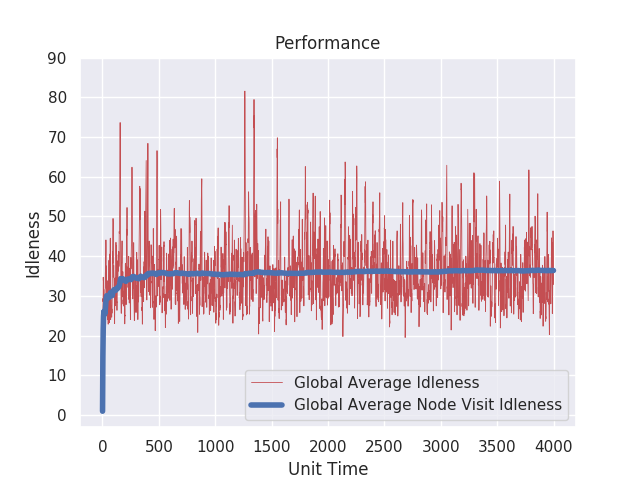 Performance
90
80
70
60
50
40
30
20
10
0
Idleness
0 500 1000 1500 2000 2500 3000 3500 4000
Unit Time
Global Average Idleness
Global Average Node Visit Idleness